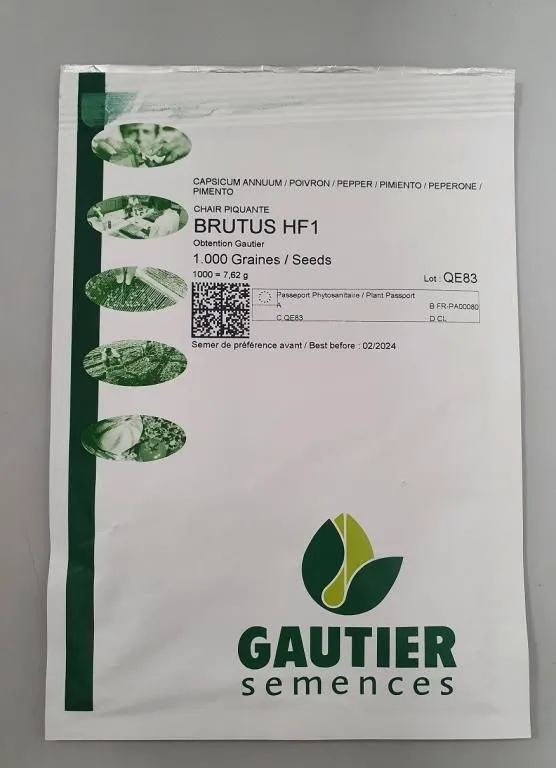 CAPSICUM ANNUUM / POIVRON / PEPPER / PIMIENTO / PEPERONE /
PIMENTO
CHAIR PIQUANTE
BRUTUS HF1
Obtention Gautier
1.000 Graines / Seeds
1000 = 7,62 g
Lot : QE83
Passeport Phytosanitaire / Plant Passport
A
B FR-PA00080
C QE83
D CL
Semer de préférence avant / Best before : 02/2024
GAUTIER
semences